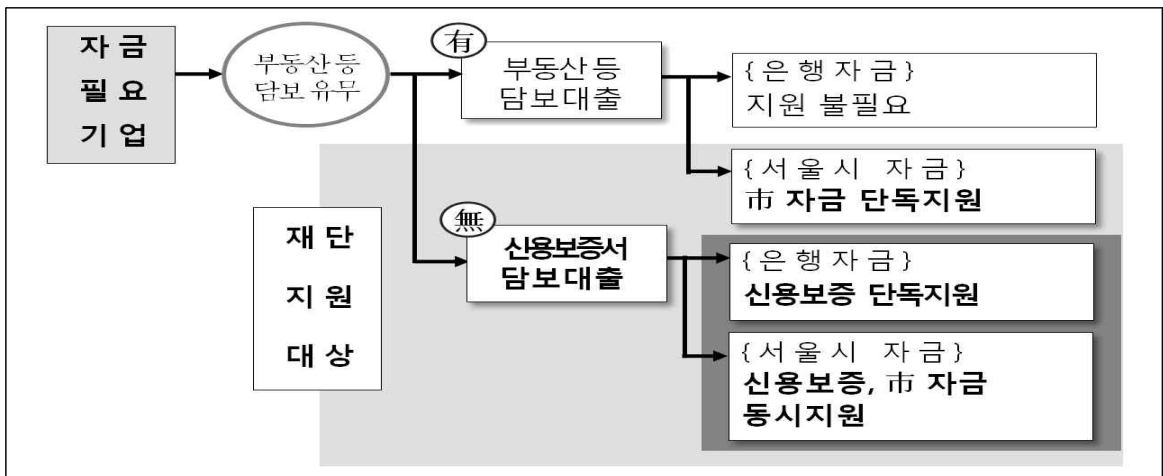 자 금
필 요
기 업
부동산 등
담보 유무
有
부동산 등
담보대출
{은행자금}
지원 불필요
{서울시 자금}
市 자금 단독지원
재 단
지 원
대 상
無
신용보증서
담보대출
{은행자금}
신용보증 단독지원
{서울시 자금}
신용보증, 市 자금
동시지원